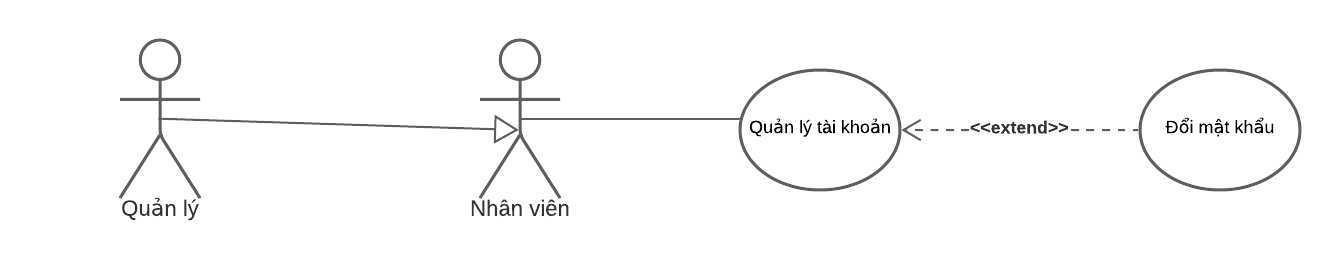 Quản lý
Nhân viên
Quản lý tài khoản
<<extend>>
Đổi mật khẩu